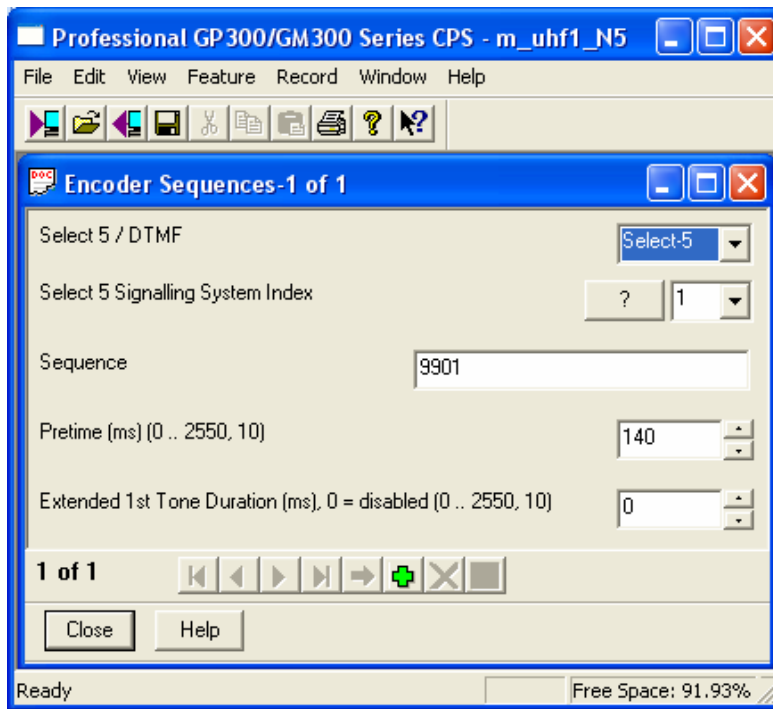 Professional GP300/GM300 Series CPS - m_uhf1_N5
File Edit View Feature Record Window Help
DOC Encoder Sequences-1 of 1
Select 5 / DTMF Select-5
Select 5 Signalling System Index ? 1
Sequence 9901
Pretime (ms) (0 .. 2550, 10) 140
Extended 1st Tone Duration (ms), 0 = disabled (0 .. 2550, 10) 0
1 of 1
Close Help
Ready Free Space: 91.93%